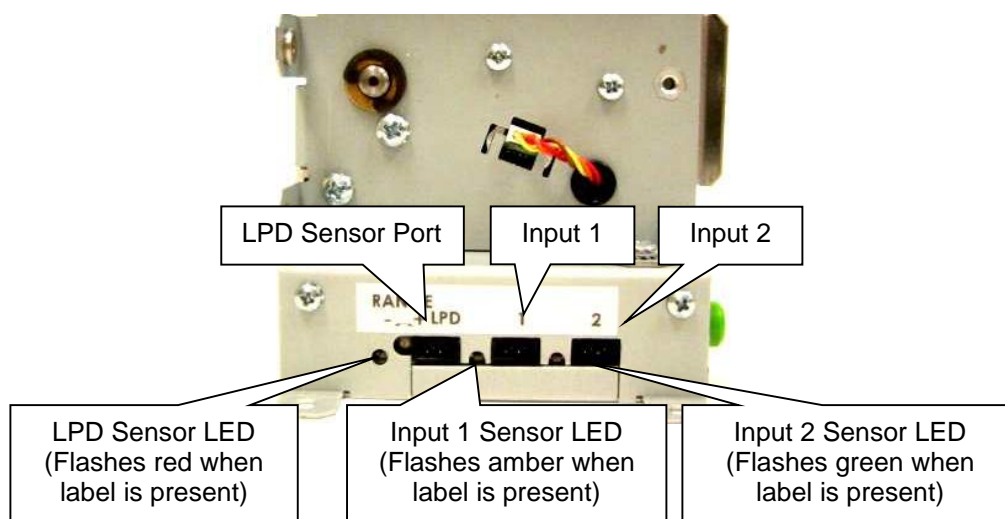 LPD Sensor Port
Input 1
Input 2
LPD
1
2
LPD Sensor LED
(Flashes red when
label is present)
Input 1 Sensor LED
(Flashes amber when
label is present)
Input 2 Sensor LED
(Flashes green when
label is present)